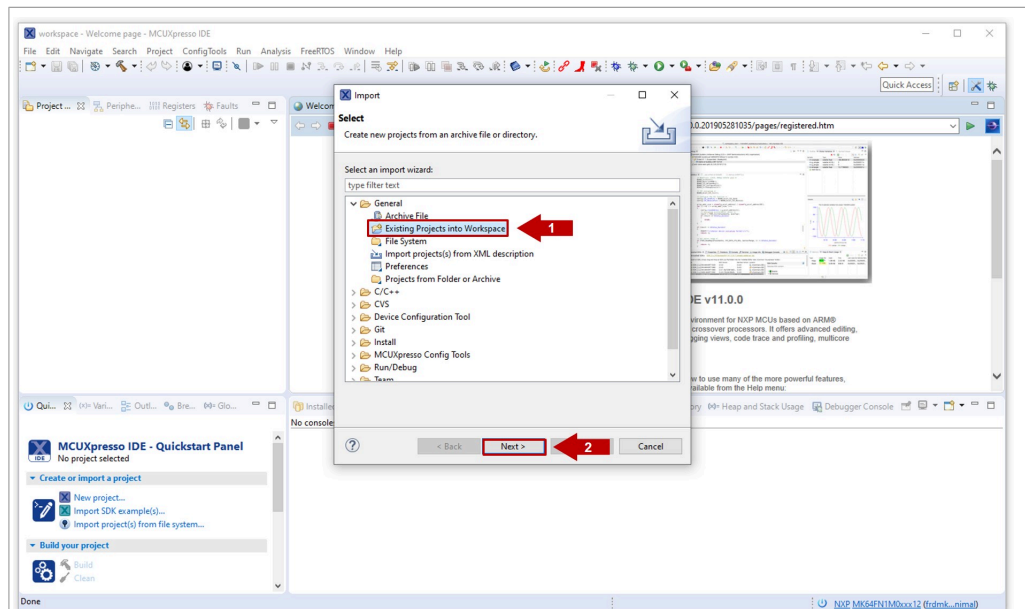 workspace - Welcome page - MCUXpresso IDE
File Edit Navigate Search Project ConfigTools Run Analysis FreeRTOS Window Help
Quick Access
Project ... Periphe... Registers Faults
Welcom
0.0.201905281035/pages/registered.htm
Import
Select
Create new projects from an archive file or directory.
Select an import wizard:
type filter text
General
Archive File
Existing Projects into Workspace
1
File System
Import projects(s) from XML description
Preferences
Projects from Folder or Archive
C/C++
CVS
Device Configuration Tool
Git
Install
MCUXpresso Config Tools
Run/Debug
Team
< Back
Next >
2
Cancel
DE v11.0.0
vironment for NXP MCUs based on ARM®
crossover processors. It offers advanced editing,
gging views, code trace and profiling, multicore
w to use many of the more powerful features,
railable from the Help menu:
Qui... (x)= Vari... Outl... Bre... Glo...
Installe
ory Heap and Stack Usage Debugger Console
No console
IDE
MCUXpresso IDE - Quickstart Panel
No project selected
Create or import a project
New project...
Import SDK example(s)...
Import project(s) from file system...
Build your project
Build
Clean
Done
NXP MK64FN1M0xxx12 (frdmk...nimal)